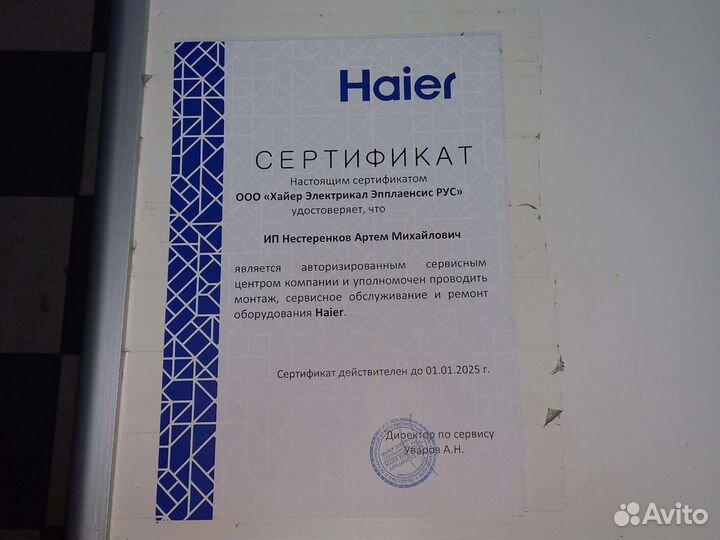 Haier
СЕРТИФИКАТ
Настоящим сертификатом
ООО «Хайер Электрикал Эпплаенсис РУС»
удостоверяет, что
ИП Нестеренков Артем Михайлович
является авторизированным сервисным
центром компании и уполномочен проводить
монтаж, сервисное обслуживание и ремонт
оборудования Haier.
Сертификат действителен до 01.01.2025 г.
Директор по сервису
Уваров А.Н.
Avito